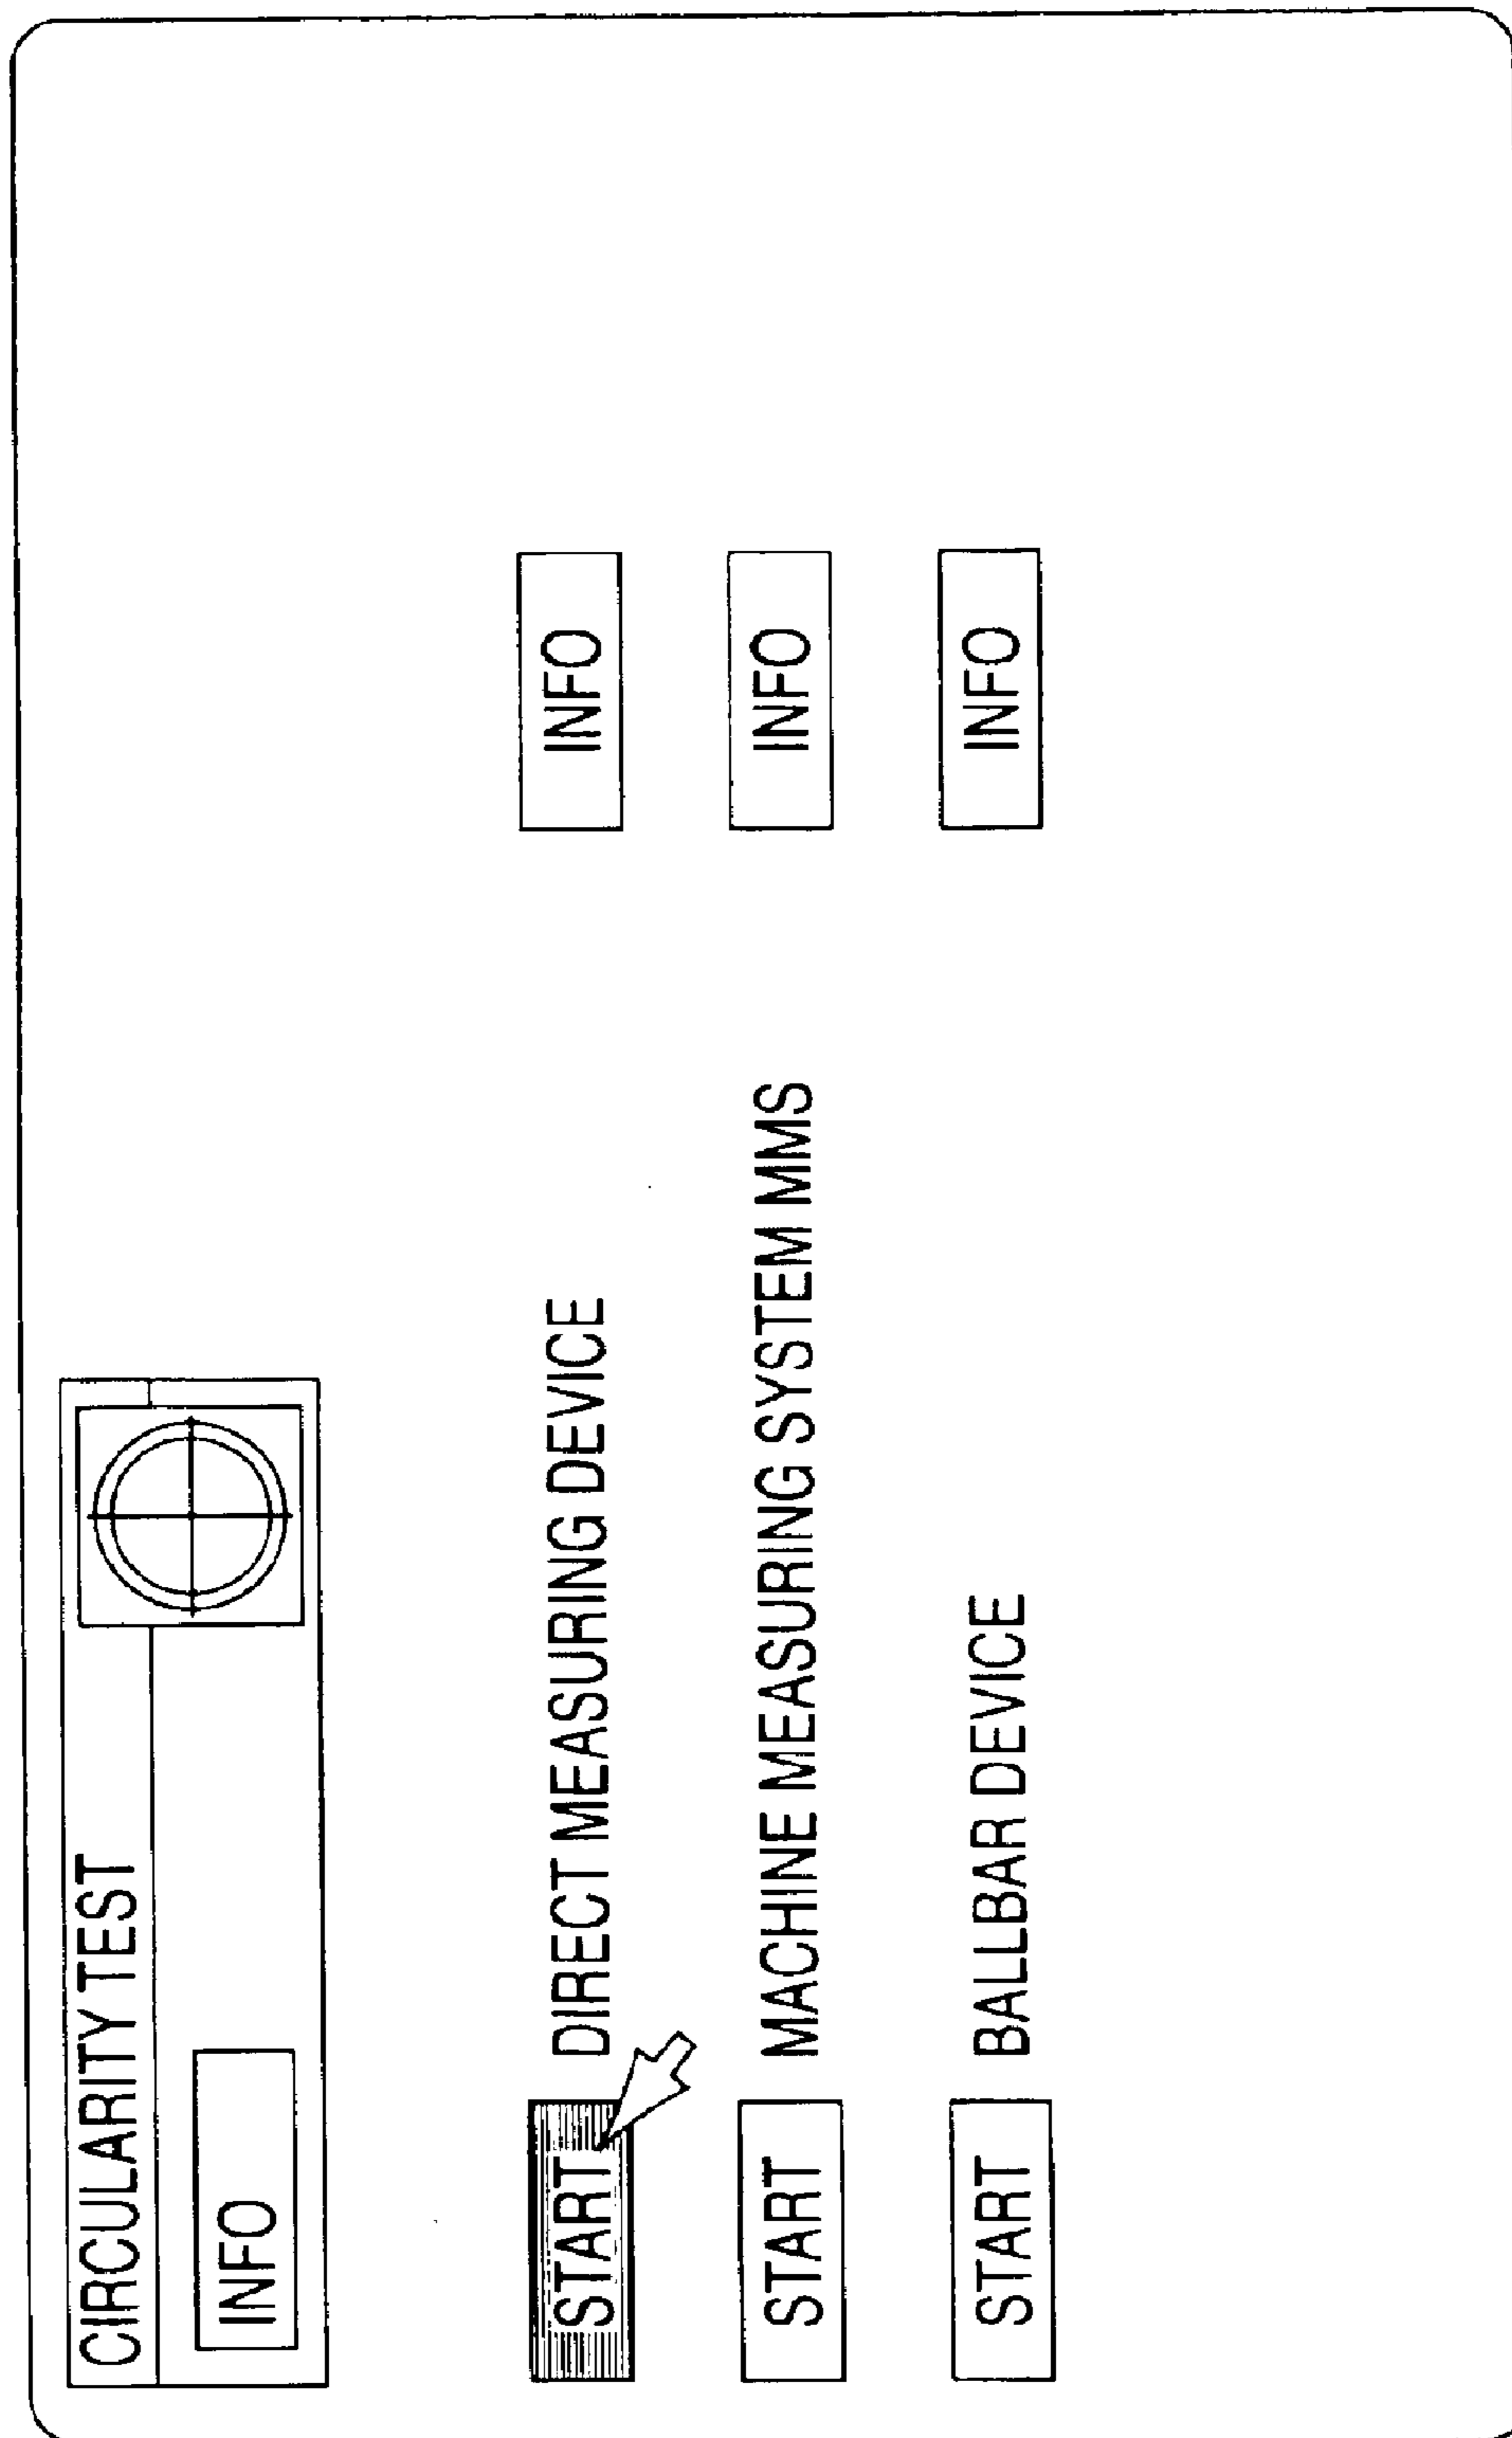 CIRCULARITY TEST
INFO
START DIRECT MEASURING DEVICE INFO
START MACHINE MEASURING SYSTEM MMS INFO
START BALLBAR DEVICE INFO